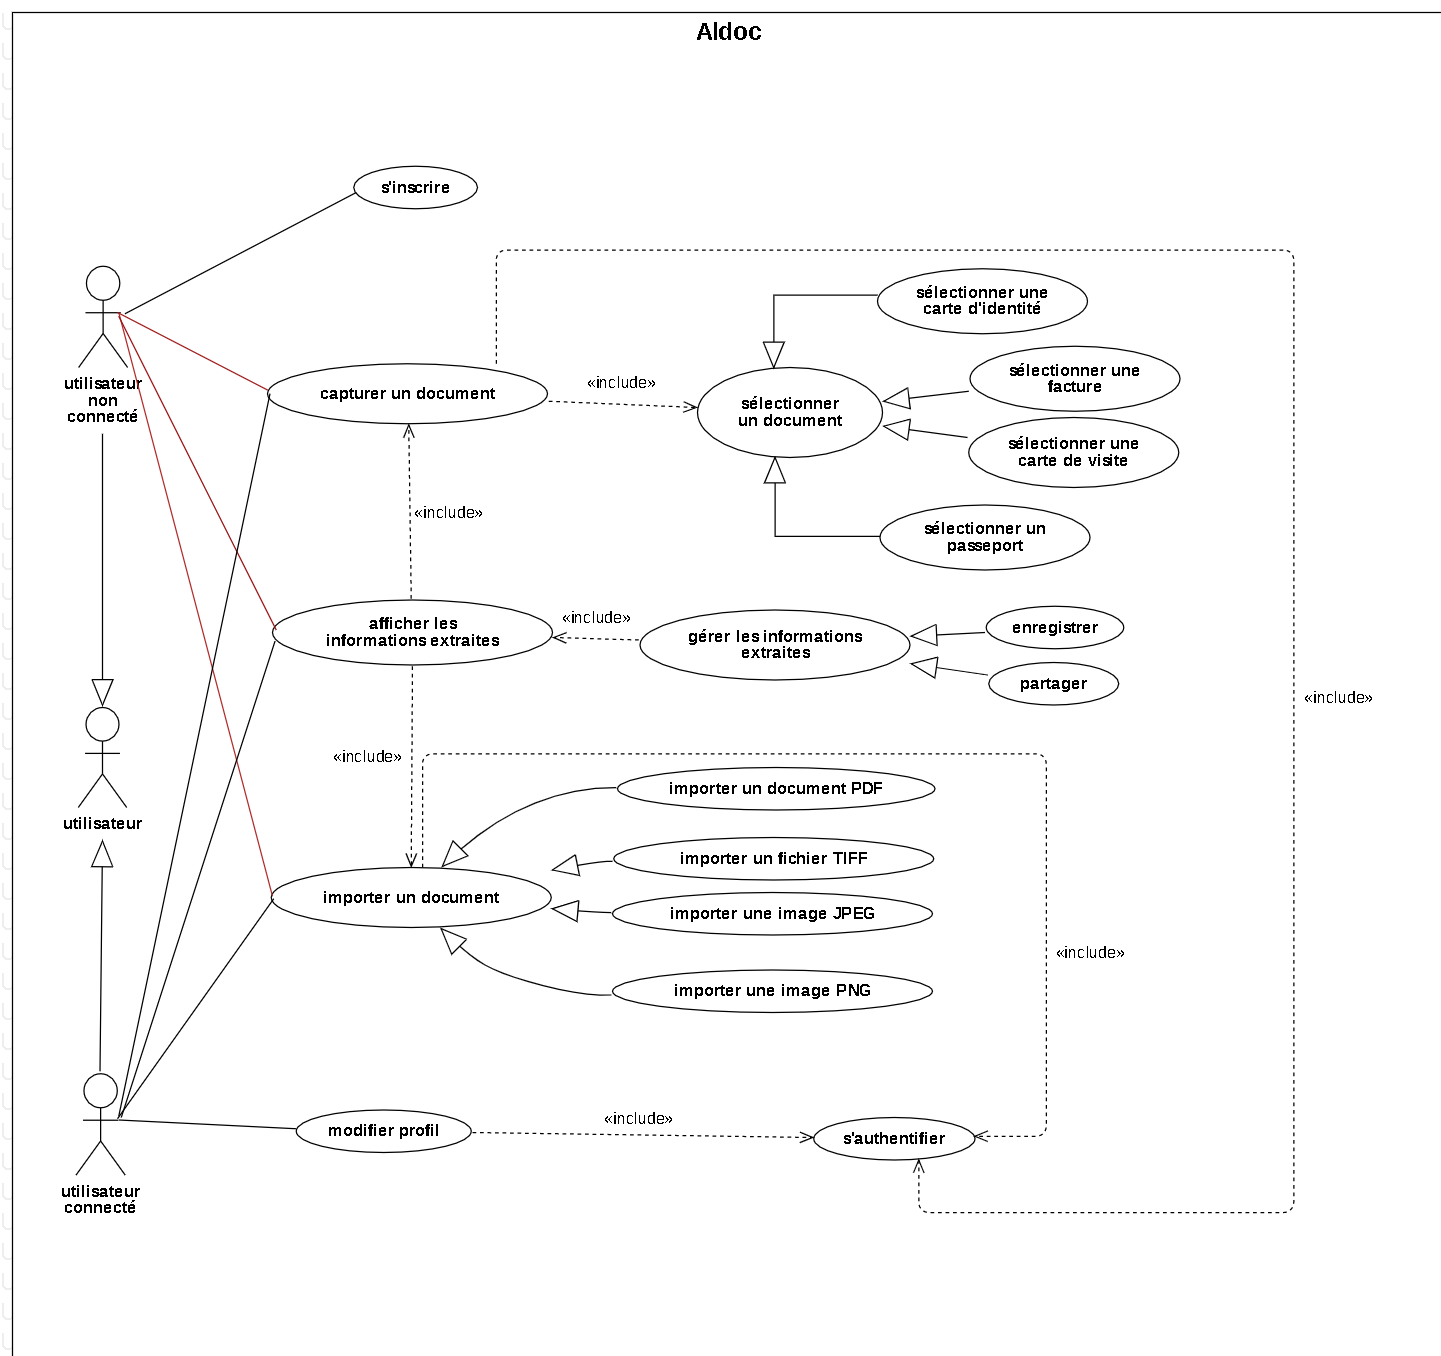 Aldoc
s'inscrire
utilisateur
non
connecté
capturer un document
«include»
sélectionner
un document
sélectionner une
carte d'identité
sélectionner une
facture
sélectionner une
carte de visite
sélectionner un
passeport
«include»
afficher les
informations extraites
«include»
gérer les informations
extraites
enregistrer
partager
«include»
utilisateur
«include»
importer un document PDF
importer un fichier TIFF
importer un document
importer une image JPEG
«include»
importer une image PNG
modifier profil
«include»
s'authentifier
utilisateur
connecté